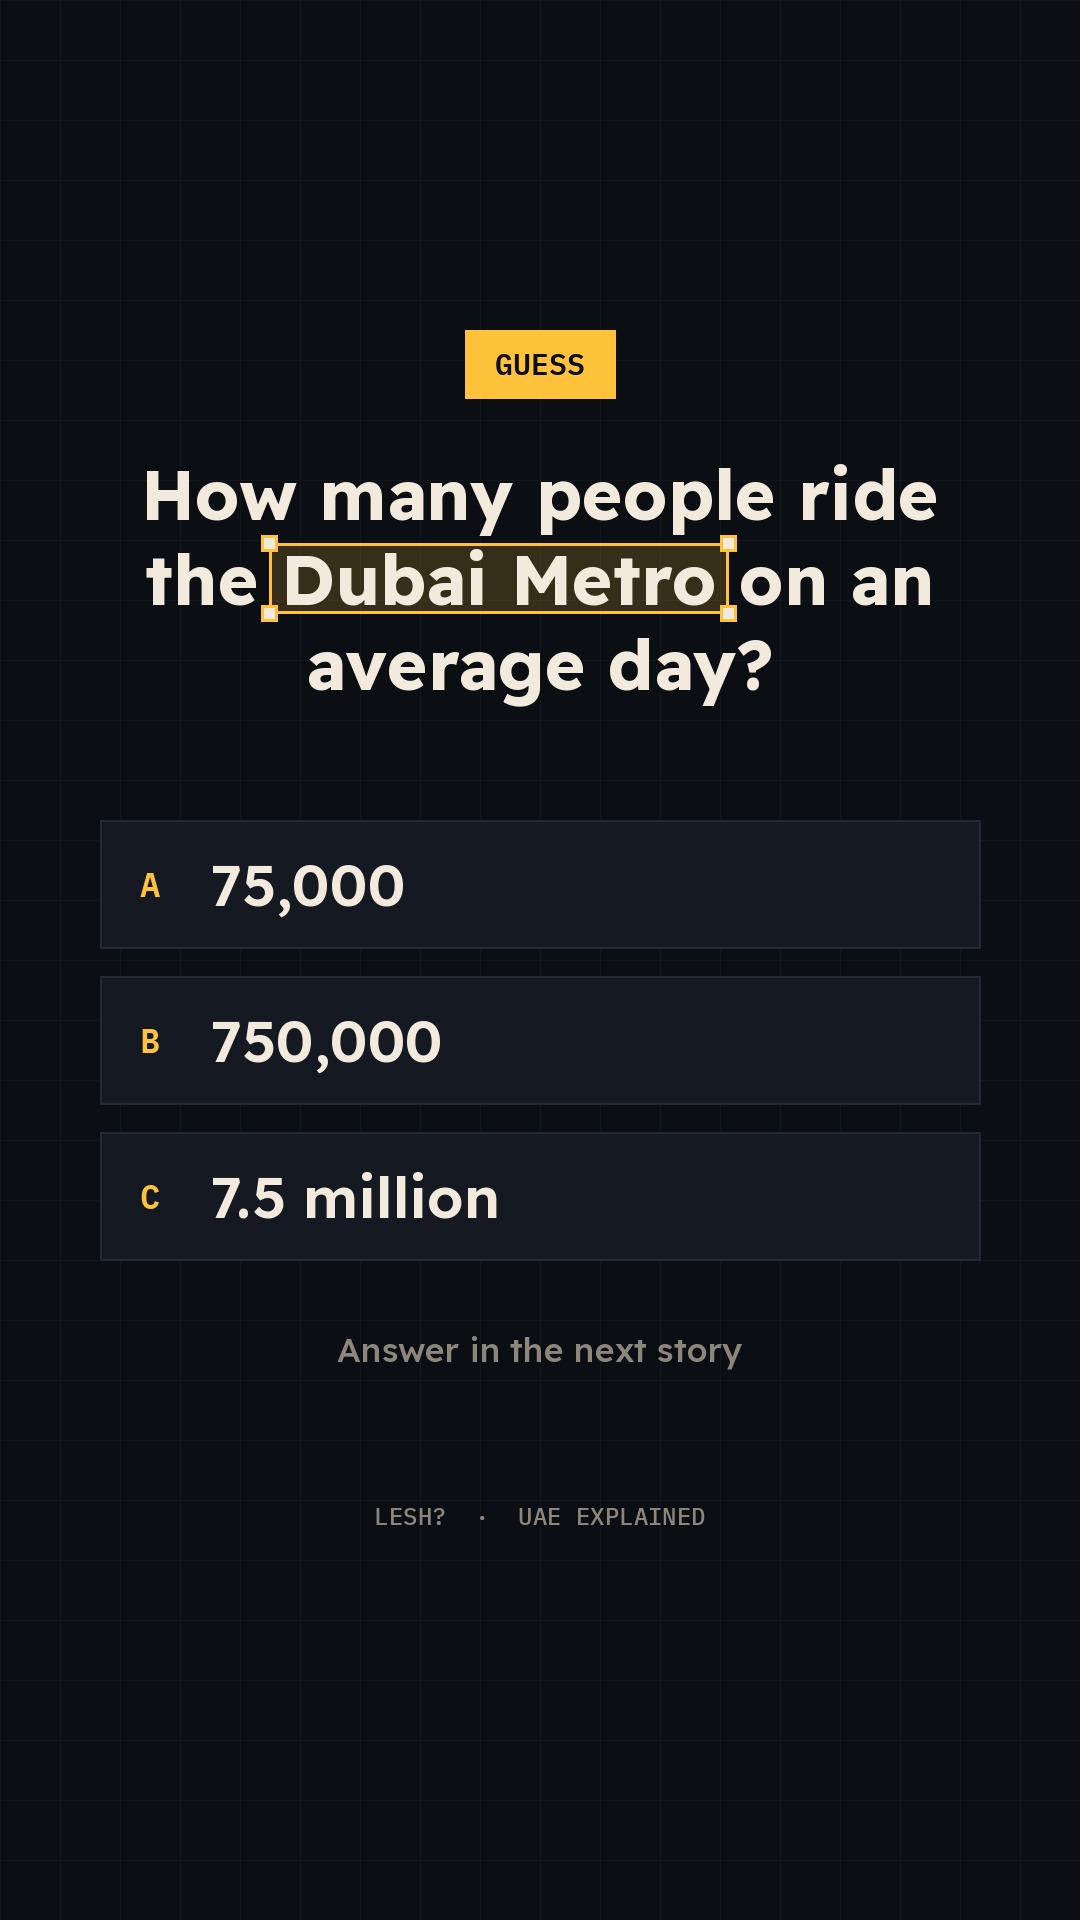 GUESS
How many people ride
the Dubai Metro on an
average day?
A 75,000
B 750,000
C 7.5 million
Answer in the next story
LESH? · UAE EXPLAINED